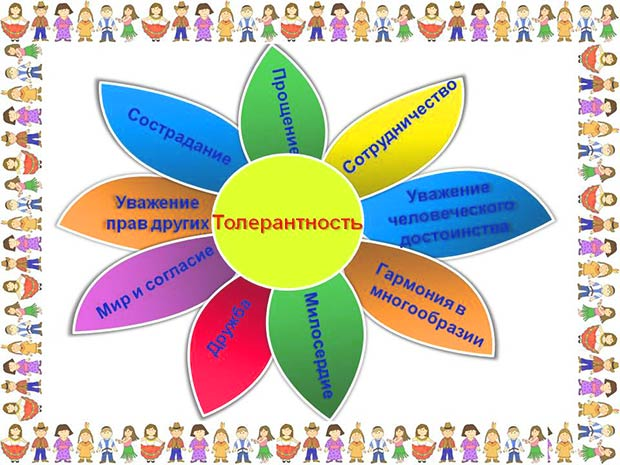 Прощение
Сотрудничество
Уважение
человеческого
достоинства
Гармония в
многообразии
Милосердие
Дружба
Мир и согласие
Уважение
прав других
Сострадание
Толерантность